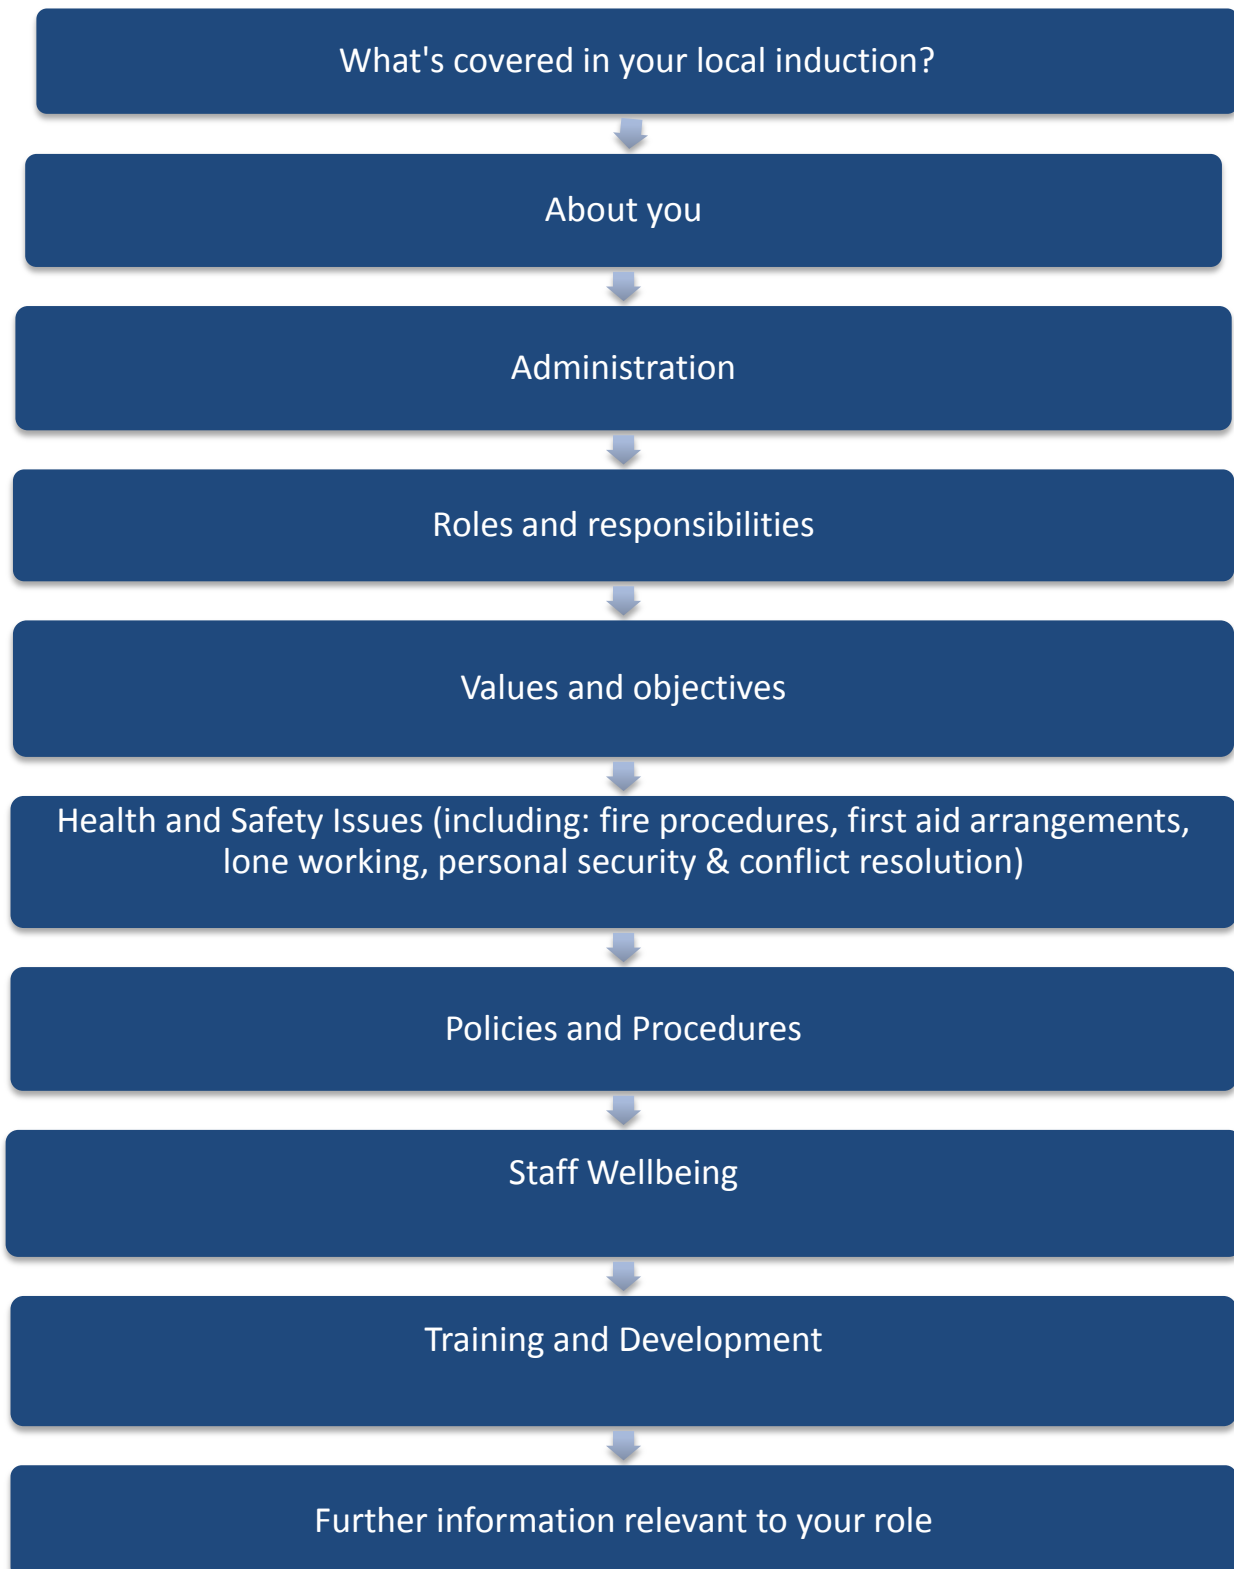 What's covered in your local induction?
About you
Administration
Roles and responsibilities
Values and objectives
Health and Safety Issues (including: fire procedures, first aid arrangements,
lone working, personal security & conflict resolution)
Policies and Procedures
Staff Wellbeing
Training and Development
Further information relevant to your role